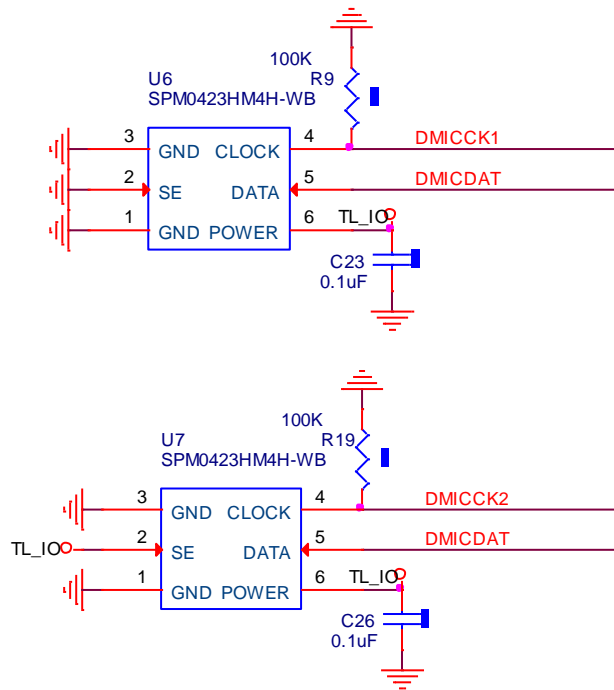 100K
U6
R9
SPM0423HM4H-WB
3
4
DMICCK1
GND
CLOCK
2
5
DMICDAT
SE
DATA
1
6
TL_IO
GND
POWER
C23
0.1uF
100K
U7
R19
SPM0423HM4H-WB
3
4
DMICCK2
GND
CLOCK
TL_IO
2
5
DMICDAT
SE
DATA
1
6
TL_IO
GND
POWER
C26
0.1uF